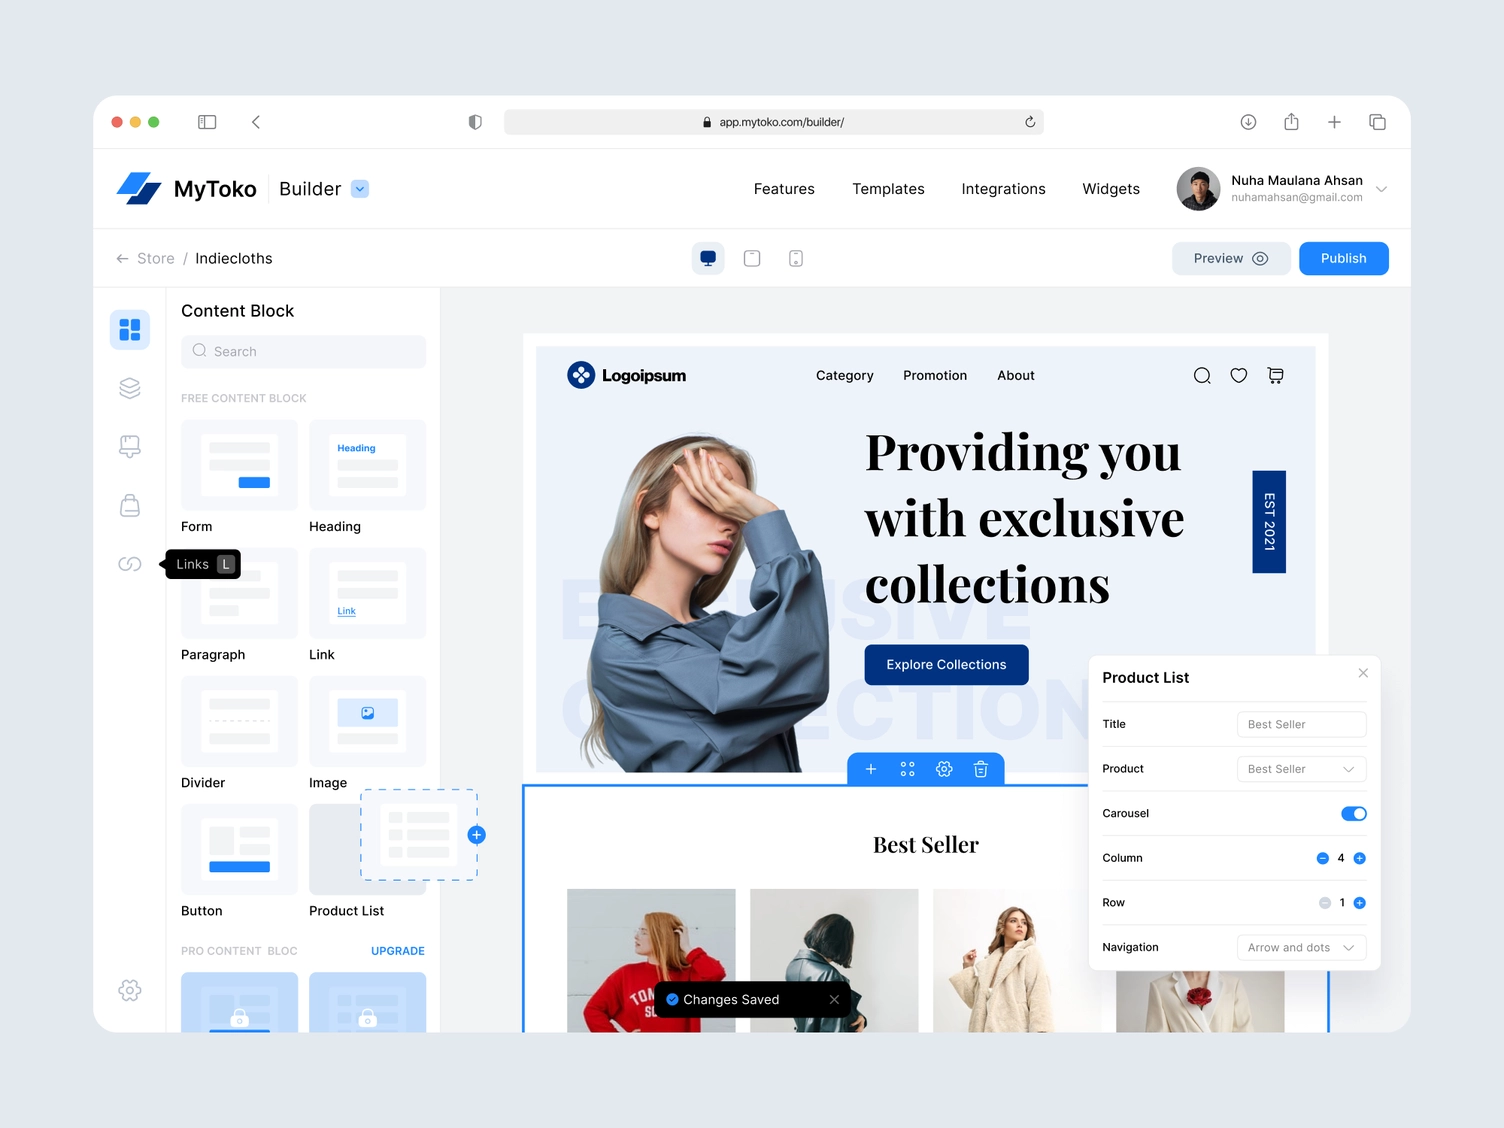 app.mytoko.com/builder/
MyToko
Builder
Features
Templates
Integrations
Widgets
Nuha Maulana Ahsan
nuhamahsan@gmail.com
Store / Indiecloths
Preview
Publish
Content Block
Search
FREE CONTENT BLOCK
Heading
Form
Heading
Links L
Link
Paragraph
Link
Divider
Image
Button
Product List
PRO CONTENT BLOC
UPGRADE
Logoipsum
Category
Promotion
About
Providing you
with exclusive
collections
EST 2021
Explore Collections
Best Seller
Changes Saved
Product List
Title
Best Seller
Product
Best Seller
Carousel
Column
4
Row
1
Navigation
Arrow and dots